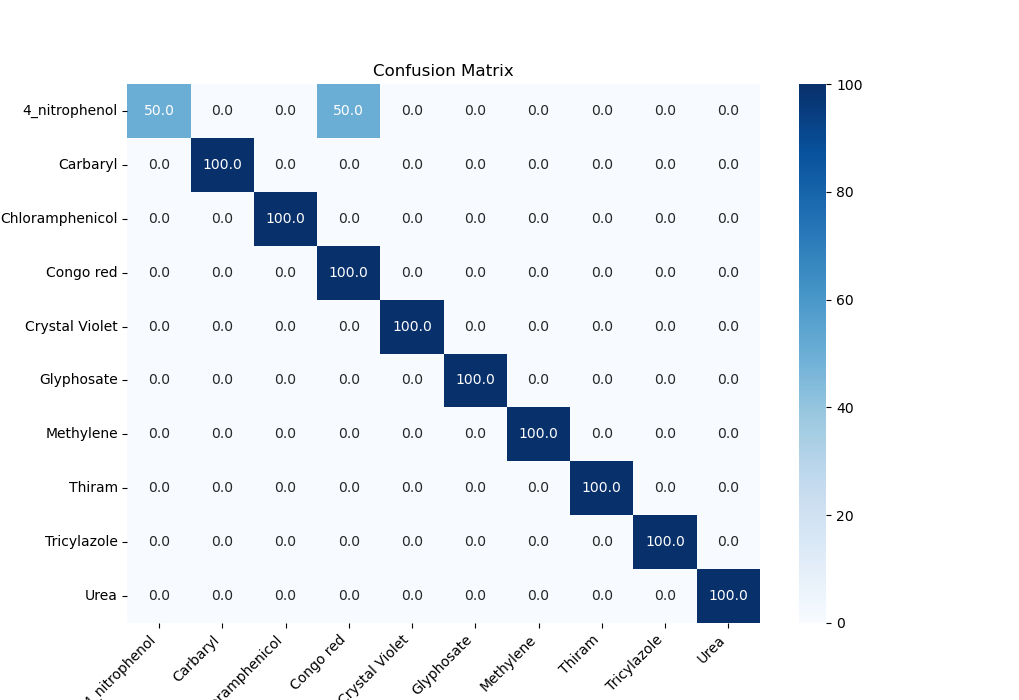 Confusion Matrix
4_nitrophenol 50.0 0.0 0.0 50.0 0.0 0.0 0.0 0.0 0.0 0.0
Carbaryl 0.0 100.0 0.0 0.0 0.0 0.0 0.0 0.0 0.0 0.0
Chloramphenicol 0.0 0.0 100.0 0.0 0.0 0.0 0.0 0.0 0.0 0.0
Congo red 0.0 0.0 0.0 100.0 0.0 0.0 0.0 0.0 0.0 0.0
Crystal Violet 0.0 0.0 0.0 0.0 100.0 0.0 0.0 0.0 0.0 0.0
Glyphosate 0.0 0.0 0.0 0.0 0.0 100.0 0.0 0.0 0.0 0.0
Methylene 0.0 0.0 0.0 0.0 0.0 0.0 100.0 0.0 0.0 0.0
Thiram 0.0 0.0 0.0 0.0 0.0 0.0 0.0 100.0 0.0 0.0
Tricylazole 0.0 0.0 0.0 0.0 0.0 0.0 0.0 0.0 100.0 0.0
Urea 0.0 0.0 0.0 0.0 0.0 0.0 0.0 0.0 0.0 100.0
4_nitrophenol
Carbaryl
ramphenicol
Congo red
Crystal Violet
Glyphosate
Methylene
Thiram
Tricylazole
Urea
100
80
60
40
20
0